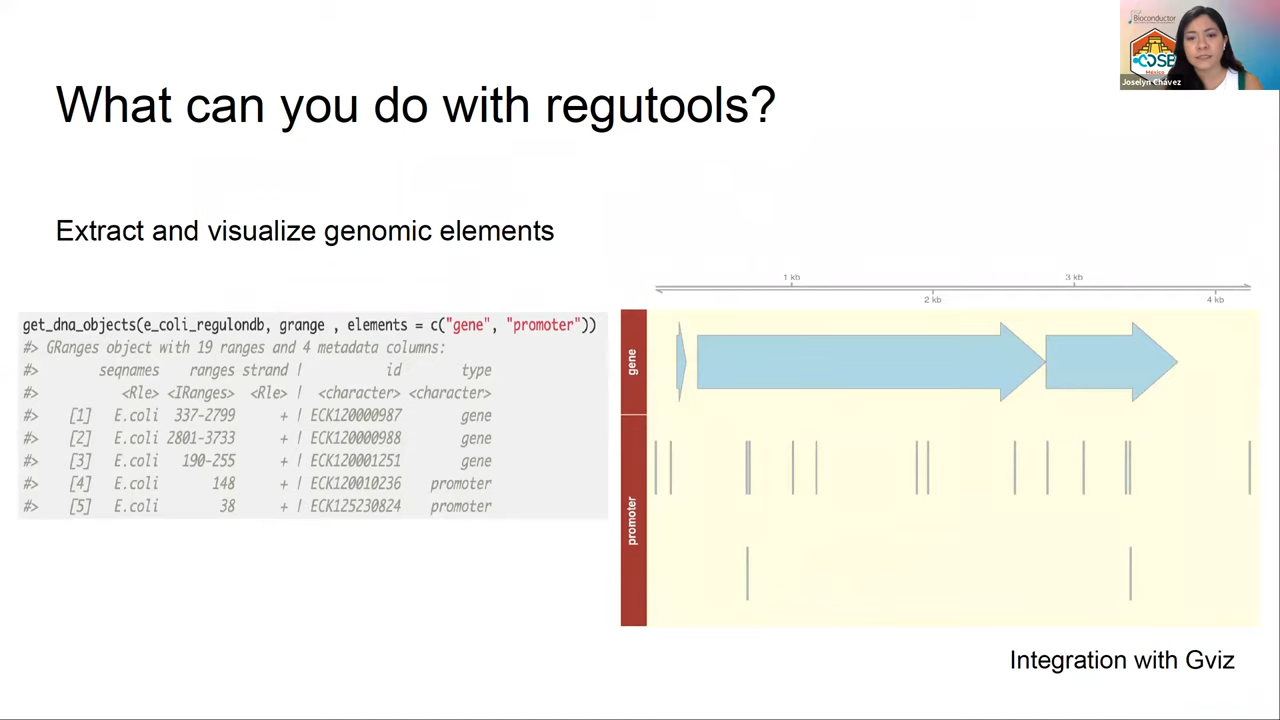 Bioconductor
CDSB
México
Joselyn Chávez
What can you do with regutools?
Extract and visualize genomic elements
get_dna_objects(e_coli_regulondb, grange , elements = c("gene", "promoter"))
#> GRanges object with 19 ranges and 4 metadata columns:
#> seqnames ranges strand | id type
#> <Rle> <IRanges> <Rle> | <character> <character>
#> [1] E.coli 337-2799 + | ECK120000987 gene
#> [2] E.coli 2801-3733 + | ECK120000988 gene
#> [3] E.coli 190-255 + | ECK120001251 gene
#> [4] E.coli 148 + | ECK120010236 promoter
#> [5] E.coli 38 + | ECK125230824 promoter
1 kb
3 kb
2 kb
4 kb
gene
promoter
Integration with Gviz